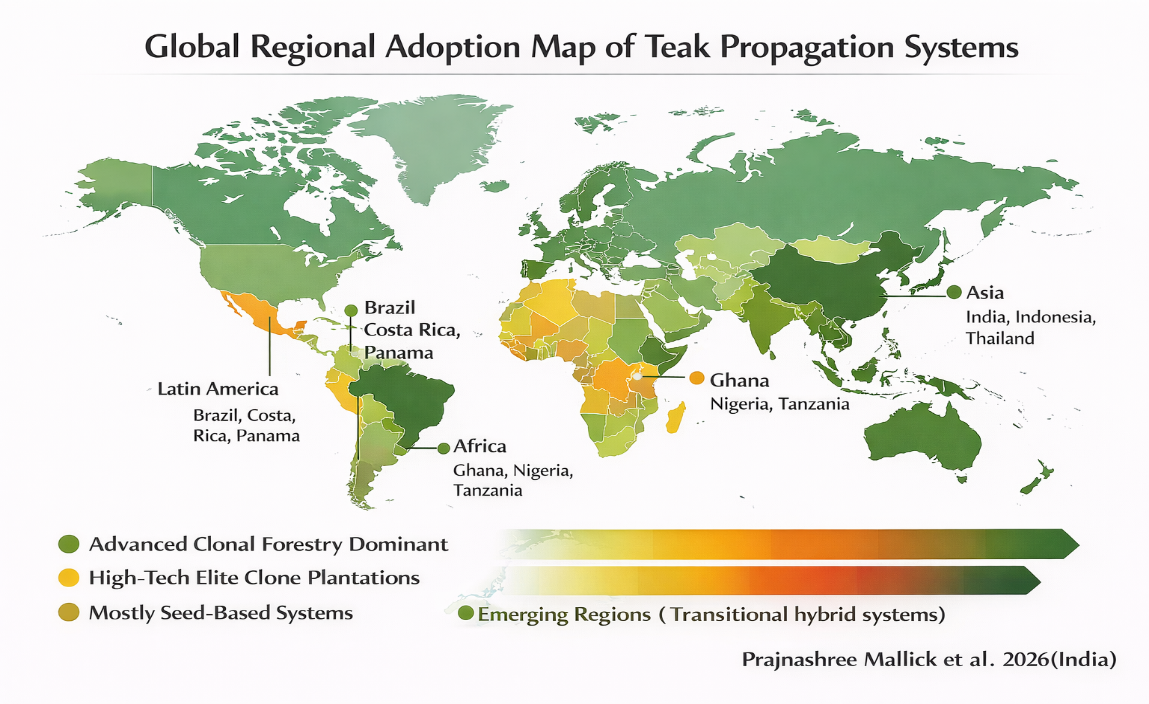 Global Regional Adoption Map of Teak Propagation Systems
Brazil
Costa Rica,
Panama
Latin America
Brazil, Costa,
Rica, Panama
Africa
Ghana, Nigeria,
Tanzania
Ghana
Nigeria, Tanzania
Asia
India, Indonesia,
Thailand
Advanced Clonal Forestry Dominant
High-Tech Elite Clone Plantations
Mostly Seed-Based Systems
Emerging Regions ( Transitional hybrid systems)
Prajnashree Mallick et al. 2026(India)